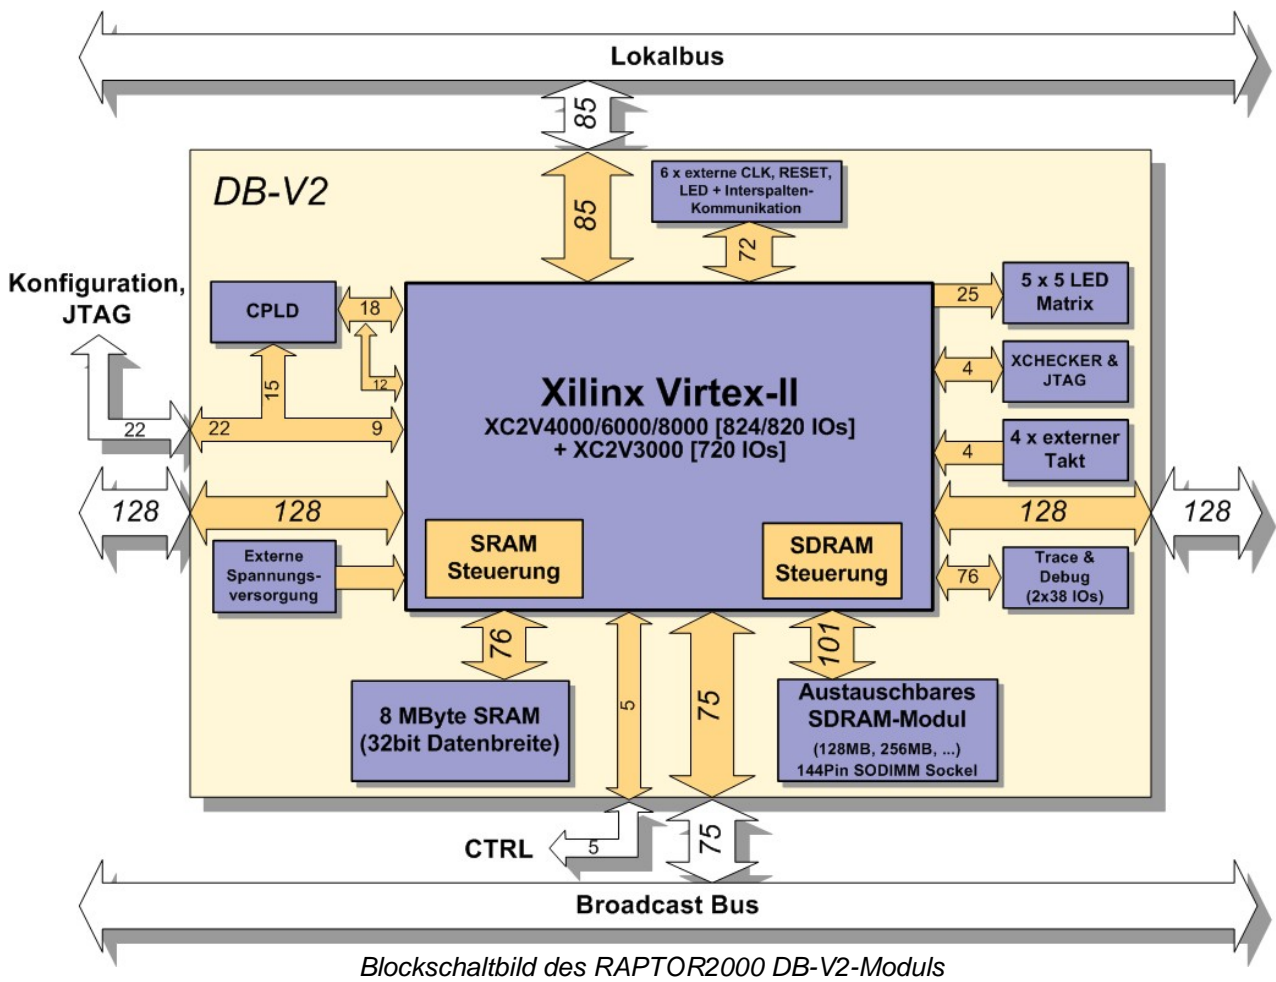 Lokalbus
85
DB-V2
85
6 x externe CLK, RESET,
LED + Interspalten-
Kommunikation
72
Konfiguration,
JTAG
CPLD
18
12
15
22
22
9
25
5 x 5 LED
Matrix
4
XCHECKER &
JTAG
4
4 x externer
Takt
Xilinx Virtex-II
XC2V4000/6000/8000 [824/820 IOs]
+ XC2V3000 [720 IOs]
128
128
128
128
Externe
Spannungs-
versorgung
SRAM
Steuerung
SDRAM
Steuerung
76
Trace &
Debug
(2x38 IOs)
76
5
75
101
8 MByte SRAM
(32bit Datenbreite)
Austauschbares
SDRAM-Modul
(128MB, 256MB, ...)
144Pin SODIMM Sockel
CTRL
5
75
Broadcast Bus
Blockschaltbild des RAPTOR2000 DB-V2-Moduls